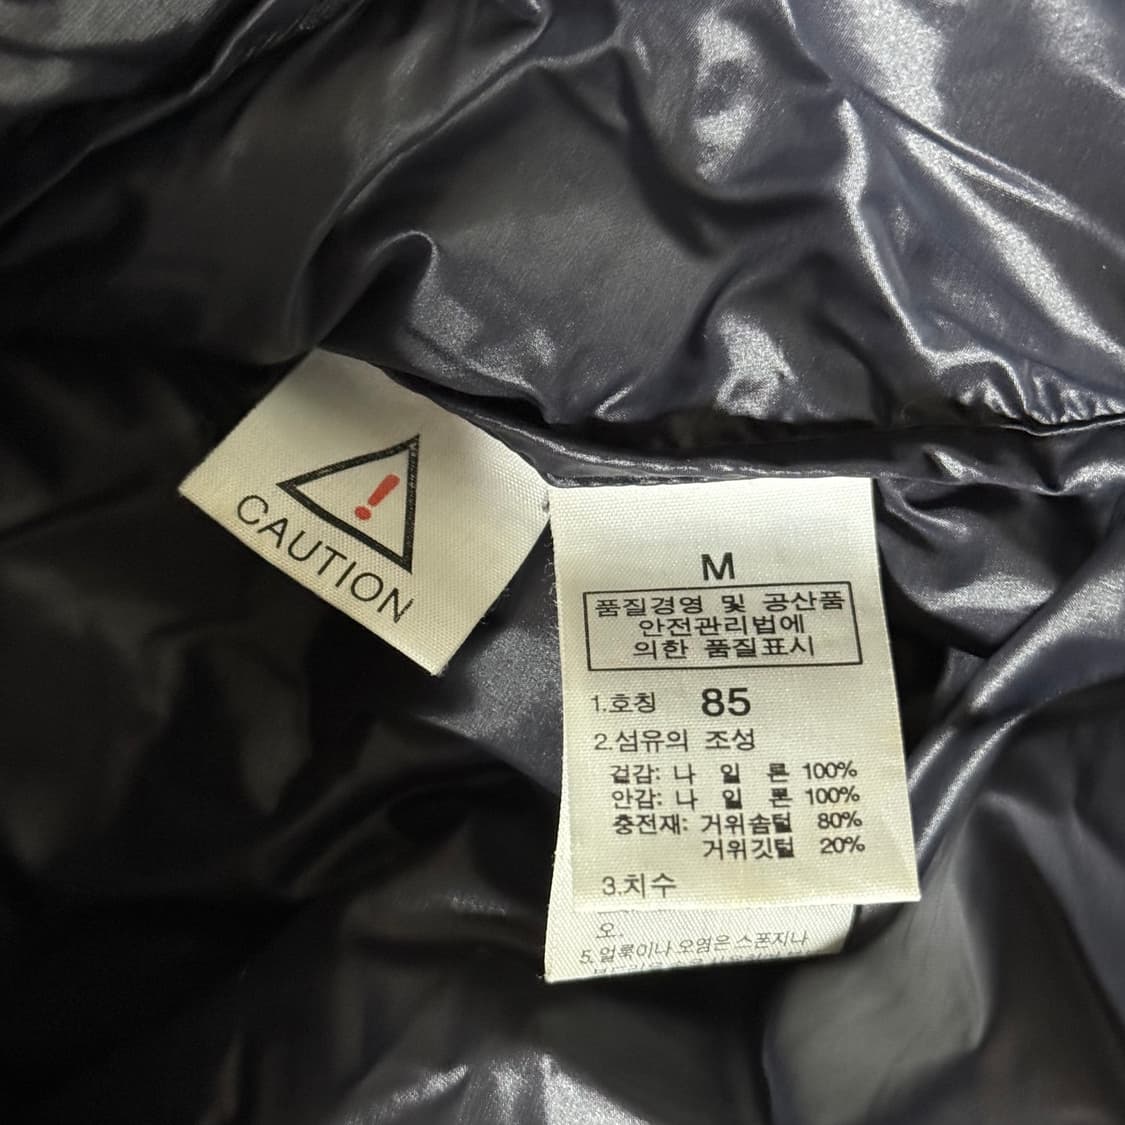 CAUTION
M
품질경영 및 공산품
안전관리법에
의한 품질표시
1.호칭 85
2.섬유의 조성
겉감: 나 일 론 100%
안감: 나 일 론 100%
충전재: 거위솜털 80%
거위깃털 20%
3.치수
오.
5. 얼룩이나 오염은 스폰지나